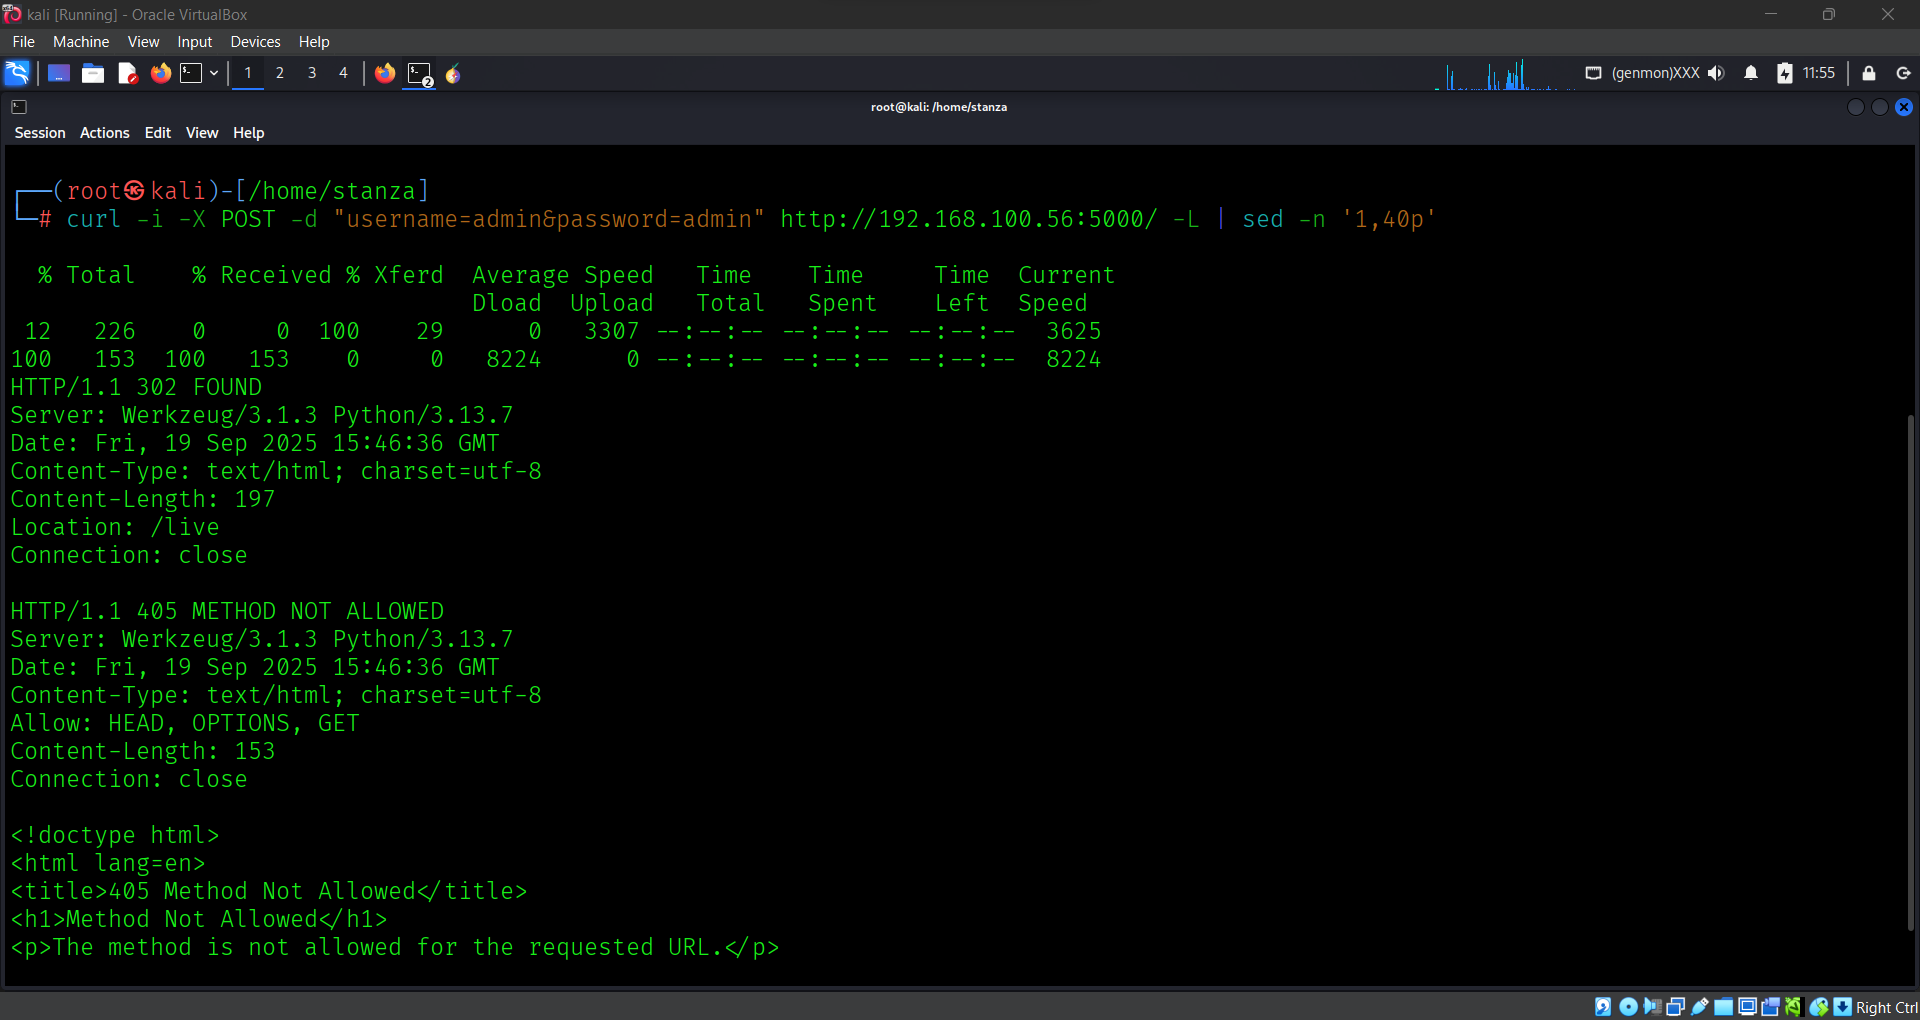 kali [Running] - Oracle VirtualBox
File Machine View Input Devices Help
1 2 3 4 2 (genmon)XXX 11:55
root@kali: /home/stanza
Session Actions Edit View Help
┌──(root㉿kali)-[/home/stanza]
└─# curl -i -X POST -d "username=admin&password=admin" http://192.168.100.56:5000/ -L | sed -n '1,40p'
% Total % Received % Xferd Average Speed Time Time Time Current
Dload Upload Total Spent Left Speed
12 226 0 0 100 29 0 3307 --:--:-- --:--:-- --:--:-- 3625
100 153 100 153 0 0 8224 0 --:--:-- --:--:-- --:--:-- 8224
HTTP/1.1 302 FOUND
Server: Werkzeug/3.1.3 Python/3.13.7
Date: Fri, 19 Sep 2025 15:46:36 GMT
Content-Type: text/html; charset=utf-8
Content-Length: 197
Location: /live
Connection: close
HTTP/1.1 405 METHOD NOT ALLOWED
Server: Werkzeug/3.1.3 Python/3.13.7
Date: Fri, 19 Sep 2025 15:46:36 GMT
Content-Type: text/html; charset=utf-8
Allow: HEAD, OPTIONS, GET
Content-Length: 153
Connection: close
<!doctype html>
<html lang=en>
<title>405 Method Not Allowed</title>
<h1>Method Not Allowed</h1>
<p>The method is not allowed for the requested URL.</p>
Right Ctrl